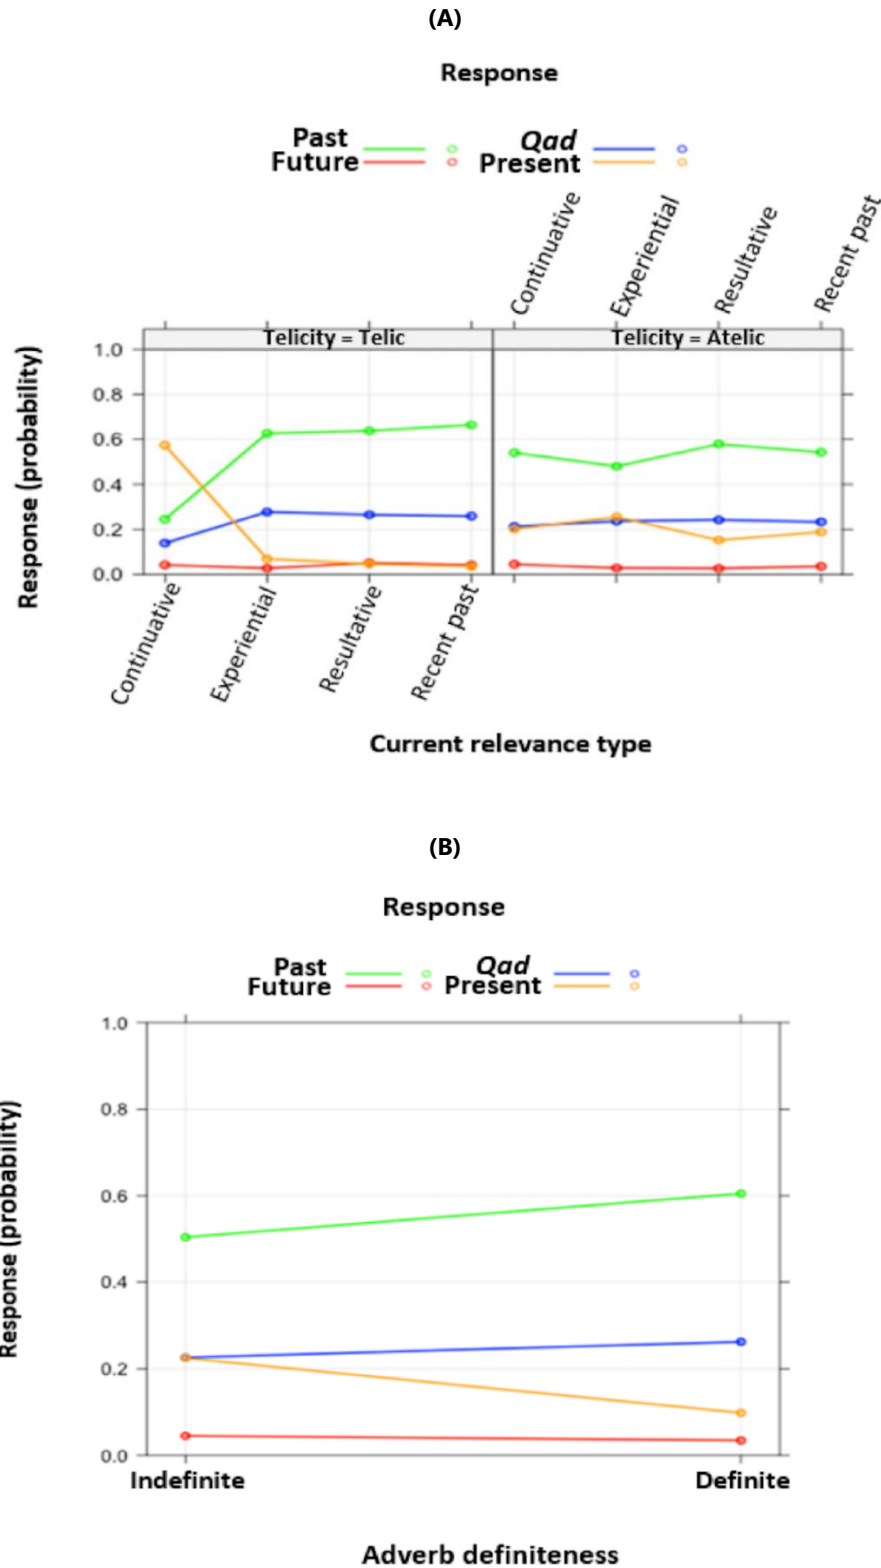 (A)
Response
Past Qad
Future Present
Continuative Experiential Resultative Recent past
Telicity = Telic Telicity = Atelic
1.0
0.8
0.6
0.4
0.2
0.0
Response (probability)
Continuative Experiential Resultative Recent past
Current relevance type
(B)
Response
Past Qad
Future Present
1.0
0.8
0.6
0.4
0.2
0.0
Response (probability)
Indefinite Definite
Adverb definiteness